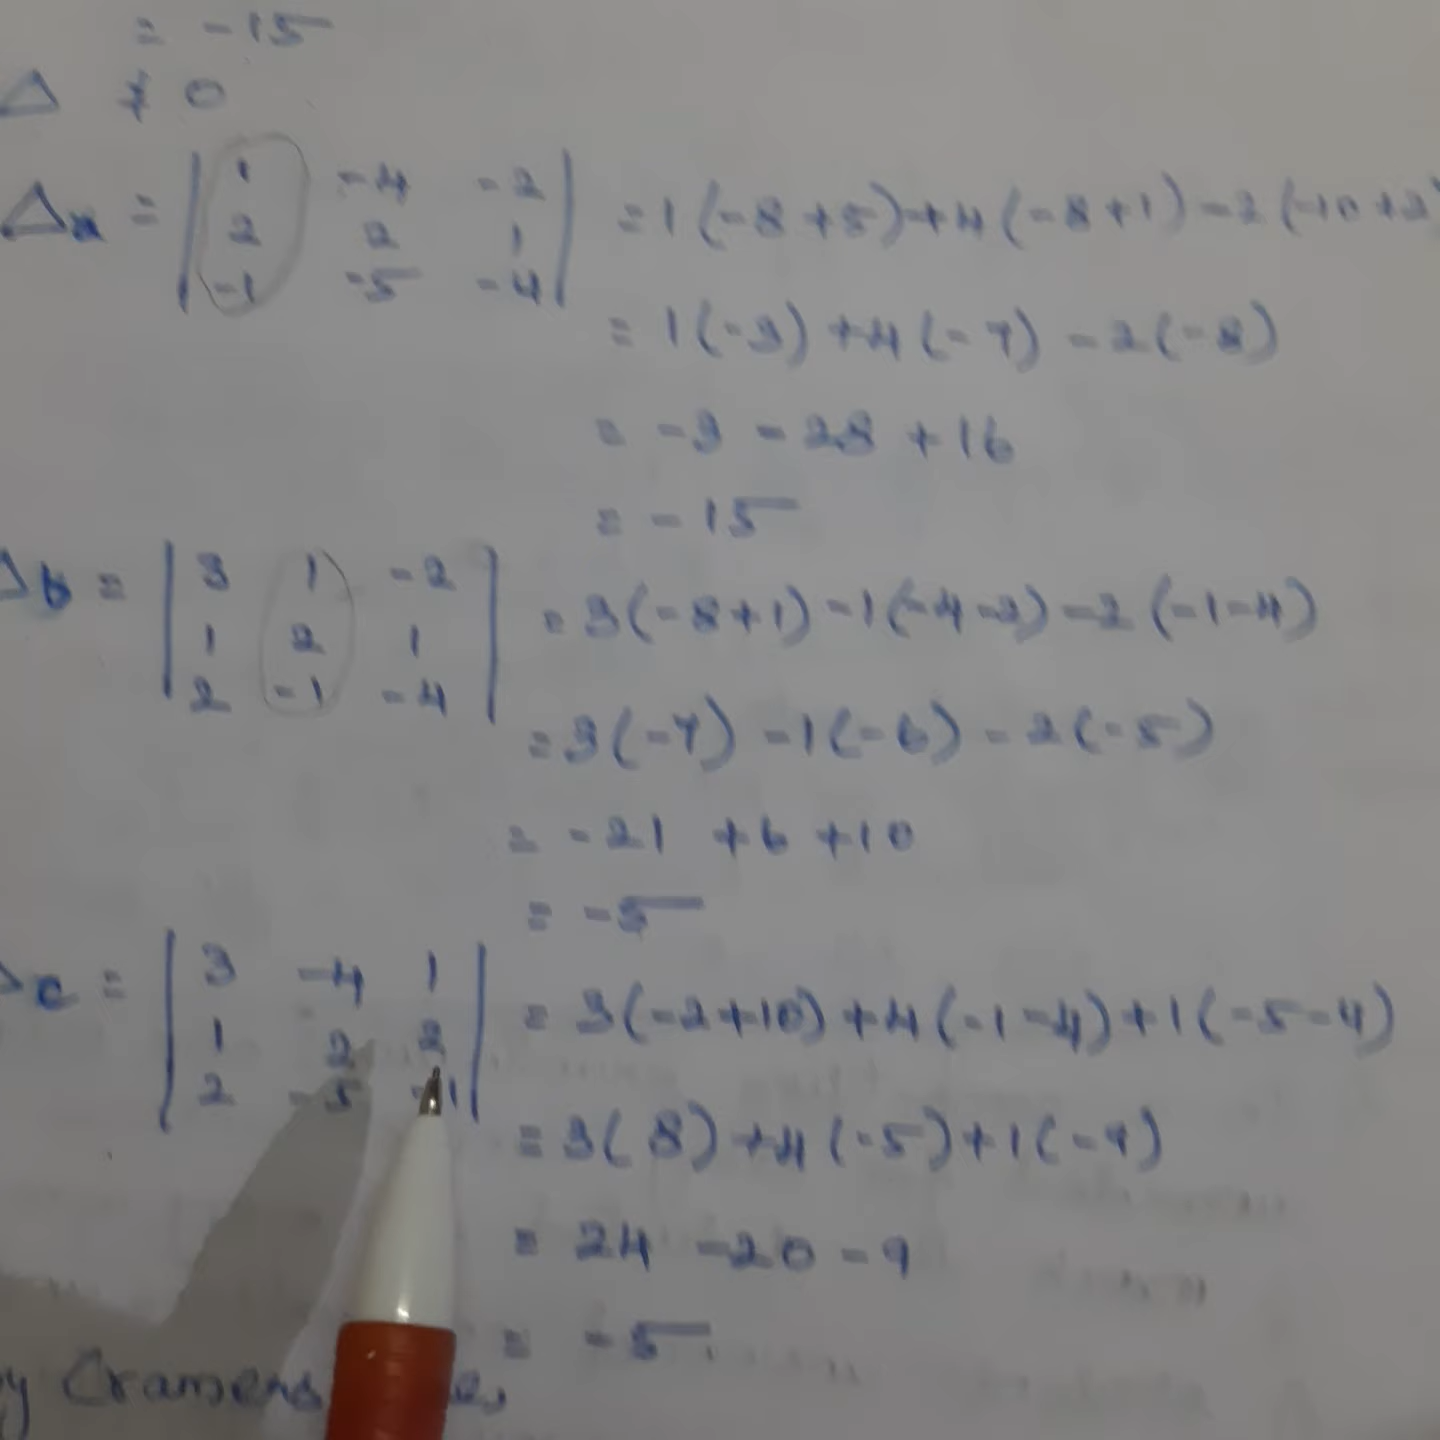 = -15
Δ ≠ 0
Δa = | 1 -4 -2 | = 1(-8+5)+4(-8+1)-2(-10+2)
| 2 2 1 |
| -1 -5 -4 |
= 1(-3)+4(-7)-2(-8)
= -3 -28 +16
= -15
Δb = | 3 1 -2 | = 3(-8+1)-1(-4-2)-2(-1-4)
| 1 2 1 |
| 2 -1 -4 |
= 3(-7) -1(-6) -2(-5)
= -21 +6 +10
= -5
Δc = | 3 -4 1 | = 3(-2+10)+4(-1-4)+1(-5-4)
| 1 2 2 |
| 2 -5 -1 |
= 3(8)+4(-5)+1(-9)
= 24 -20 -9
= -5
Cramers